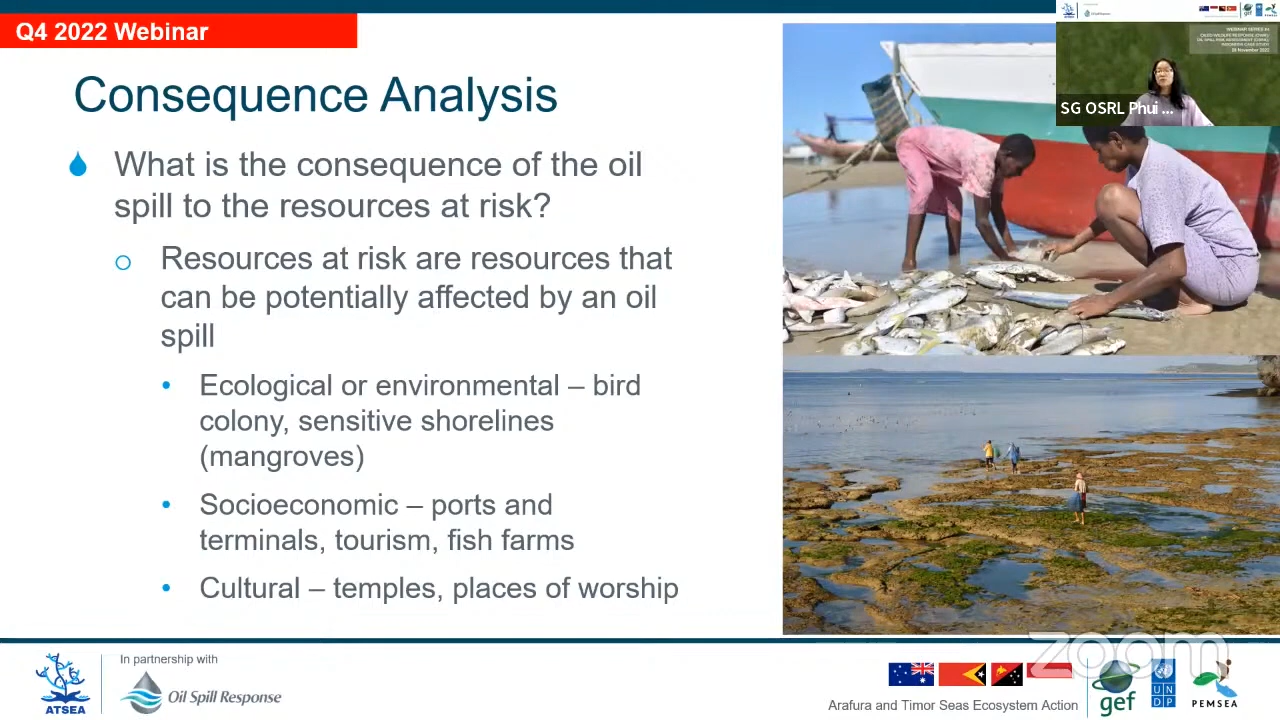 Q4 2022 Webinar
Consequence Analysis
What is the consequence of the oil
spill to the resources at risk?
Resources at risk are resources that
can be potentially affected by an oil
spill
Ecological or environmental – bird
colony, sensitive shorelines
(mangroves)
Socioeconomic – ports and
terminals, tourism, fish farms
Cultural – temples, places of worship
SG OSRL Phui ...
zoom
In partnership with
ATSEA
Oil Spill Response
Arafura and Timor Seas Ecosystem Action
gef
U N
D P
PEMSEA